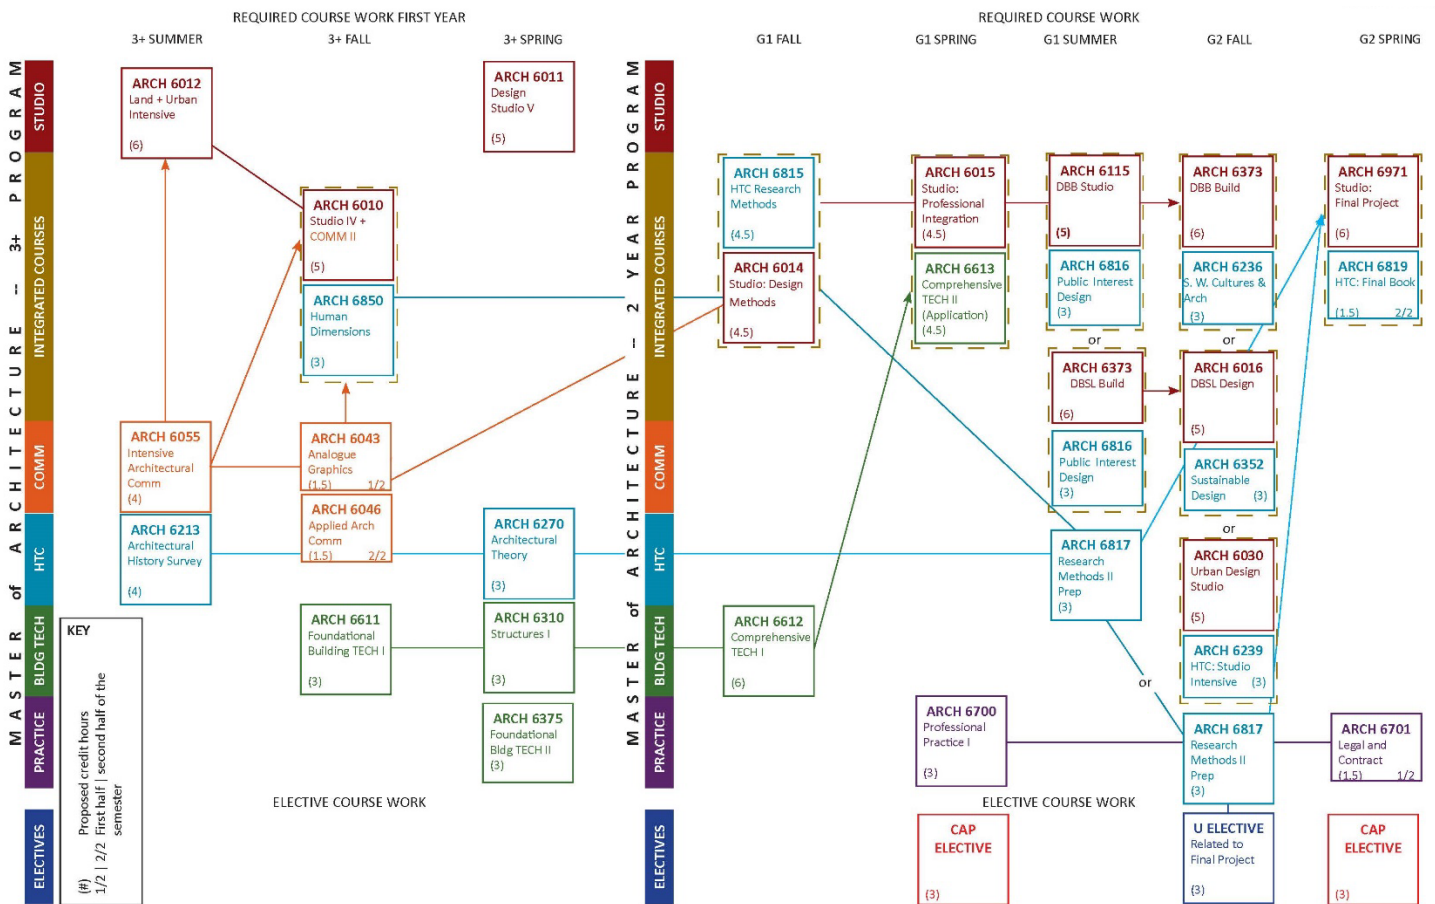 REQUIRED COURSE WORK FIRST YEAR
REQUIRED COURSE WORK
3+ SUMMER
3+ FALL
3+ SPRING
G1 FALL
G1 SPRING
G1 SUMMER
G2 FALL
G2 SPRING
MASTER of ARCHITECTURE -- 3+ PROGRAM
STUDIO
INTEGRATED COURSES
COMM
HTC
BLDG TECH
PRACTICE
ELECTIVES
ARCH 6012
Land + Urban
Intensive
(6)
ARCH 6055
Intensive
Architectural
Comm
(4)
ARCH 6213
Architectural
History Survey
(4)
KEY
(#) Proposed credit hours
1/2 | 2/2 First half | second half of the
semester
ARCH 6010
Studio IV +
COMM II
(5)
ARCH 6850
Human
Dimensions
(3)
ARCH 6043
Analogue
Graphics
(1.5) 1/2
ARCH 6046
Applied Arch
Comm
(1.5) 2/2
ARCH 6611
Foundational
Building TECH I
(3)
ARCH 6011
Design
Studio V
(5)
ARCH 6270
Architectural
Theory
(3)
ARCH 6310
Structures I
(3)
ARCH 6375
Foundational
Bldg TECH II
(3)
ELECTIVE COURSE WORK
MASTER of ARCHITECTURE -- 2 YEAR PROGRAM
STUDIO
INTEGRATED COURSES
COMM
HTC
BLDG TECH
PRACTICE
ELECTIVES
ARCH 6815
HTC Research
Methods
(4.5)
ARCH 6014
Studio: Design
Methods
(4.5)
ARCH 6612
Comprehensive
TECH I
(6)
ARCH 6015
Studio:
Professional
Integration
(4.5)
ARCH 6613
Comprehensive
TECH II
(Application)
(4.5)
ARCH 6700
Professional
Practice I
(3)
ARCH 6115
DBB Studio
(5)
ARCH 6816
Public Interest
Design
(3)
or
ARCH 6373
DBSL Build
(6)
ARCH 6816
Public Interest
Design
(3)
ARCH 6817
Research
Methods II
Prep
(3)
or
ARCH 6373
DBB Build
(6)
ARCH 6236
S. W. Cultures &
Arch
(3)
or
ARCH 6016
DBSL Design
(5)
ARCH 6352
Sustainable
Design (3)
or
ARCH 6030
Urban Design
Studio
(5)
ARCH 6239
HTC: Studio
Intensive (3)
ARCH 6817
Research
Methods II
Prep
(3)
ARCH 6971
Studio:
Final Project
(6)
ARCH 6819
HTC: Final Book
(1.5) 2/2
ARCH 6701
Legal and
Contract
(1.5) 1/2
ELECTIVE COURSE WORK
CAP
ELECTIVE
(3)
U ELECTIVE
Related to
Final Project
(3)
CAP
ELECTIVE
(3)